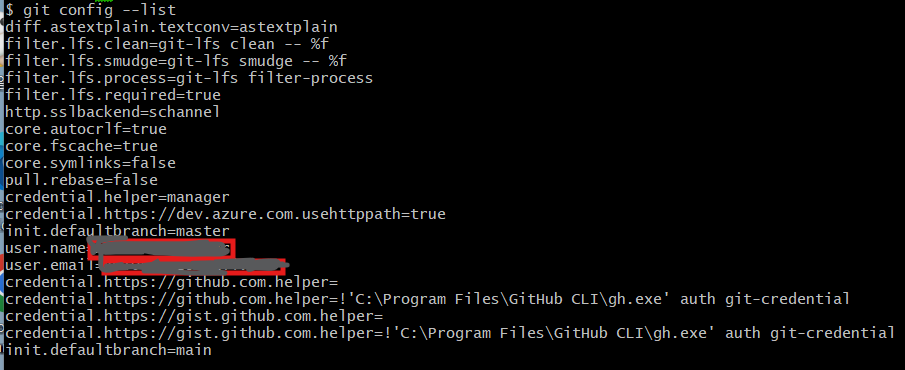 $ git config --list
diff.astextplain.textconv=astextplain
filter.lfs.clean=git-lfs clean -- %f
filter.lfs.smudge=git-lfs smudge -- %f
filter.lfs.process=git-lfs filter-process
filter.lfs.required=true
http.sslbackend=schannel
core.autocrlf=true
core.fscache=true
core.symlinks=false
pull.rebase=false
credential.helper=manager
credential.https://dev.azure.com.usehttppath=true
init.defaultbranch=master
user.name=
user.email=
credential.https://github.com.helper=
credential.https://github.com.helper=!'C:\Program Files\GitHub CLI\gh.exe' auth git-credential
credential.https://gist.github.com.helper=
credential.https://gist.github.com.helper=!'C:\Program Files\GitHub CLI\gh.exe' auth git-credential
init.defaultbranch=main